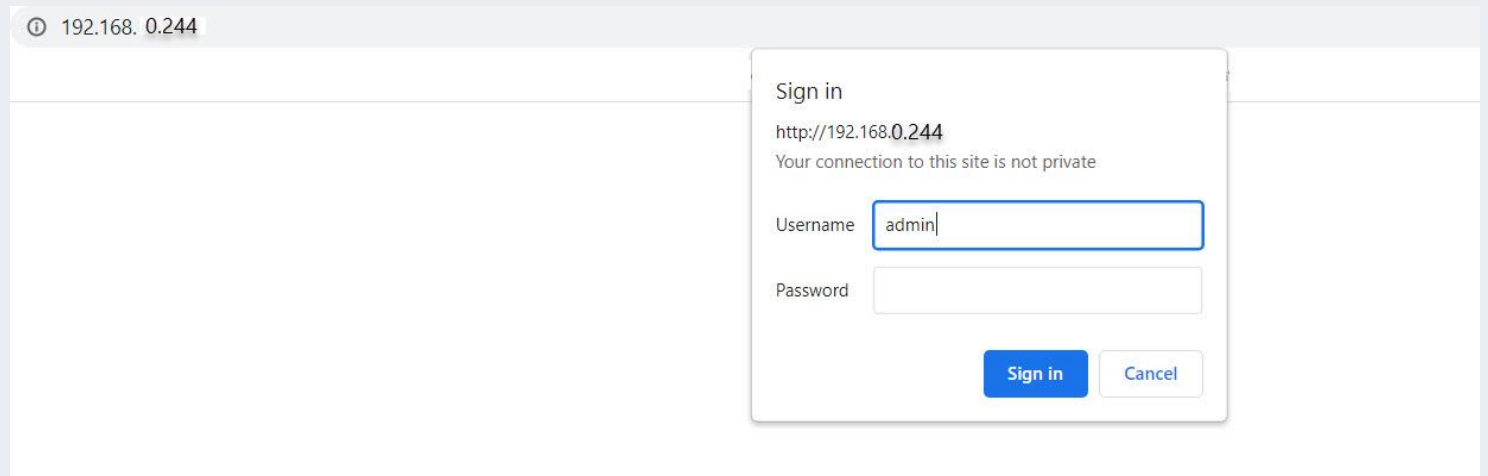 192.168. 0.244
Sign in
http://192.168.0.244
Your connection to this site is not private
Username admin
Password
Sign in Cancel